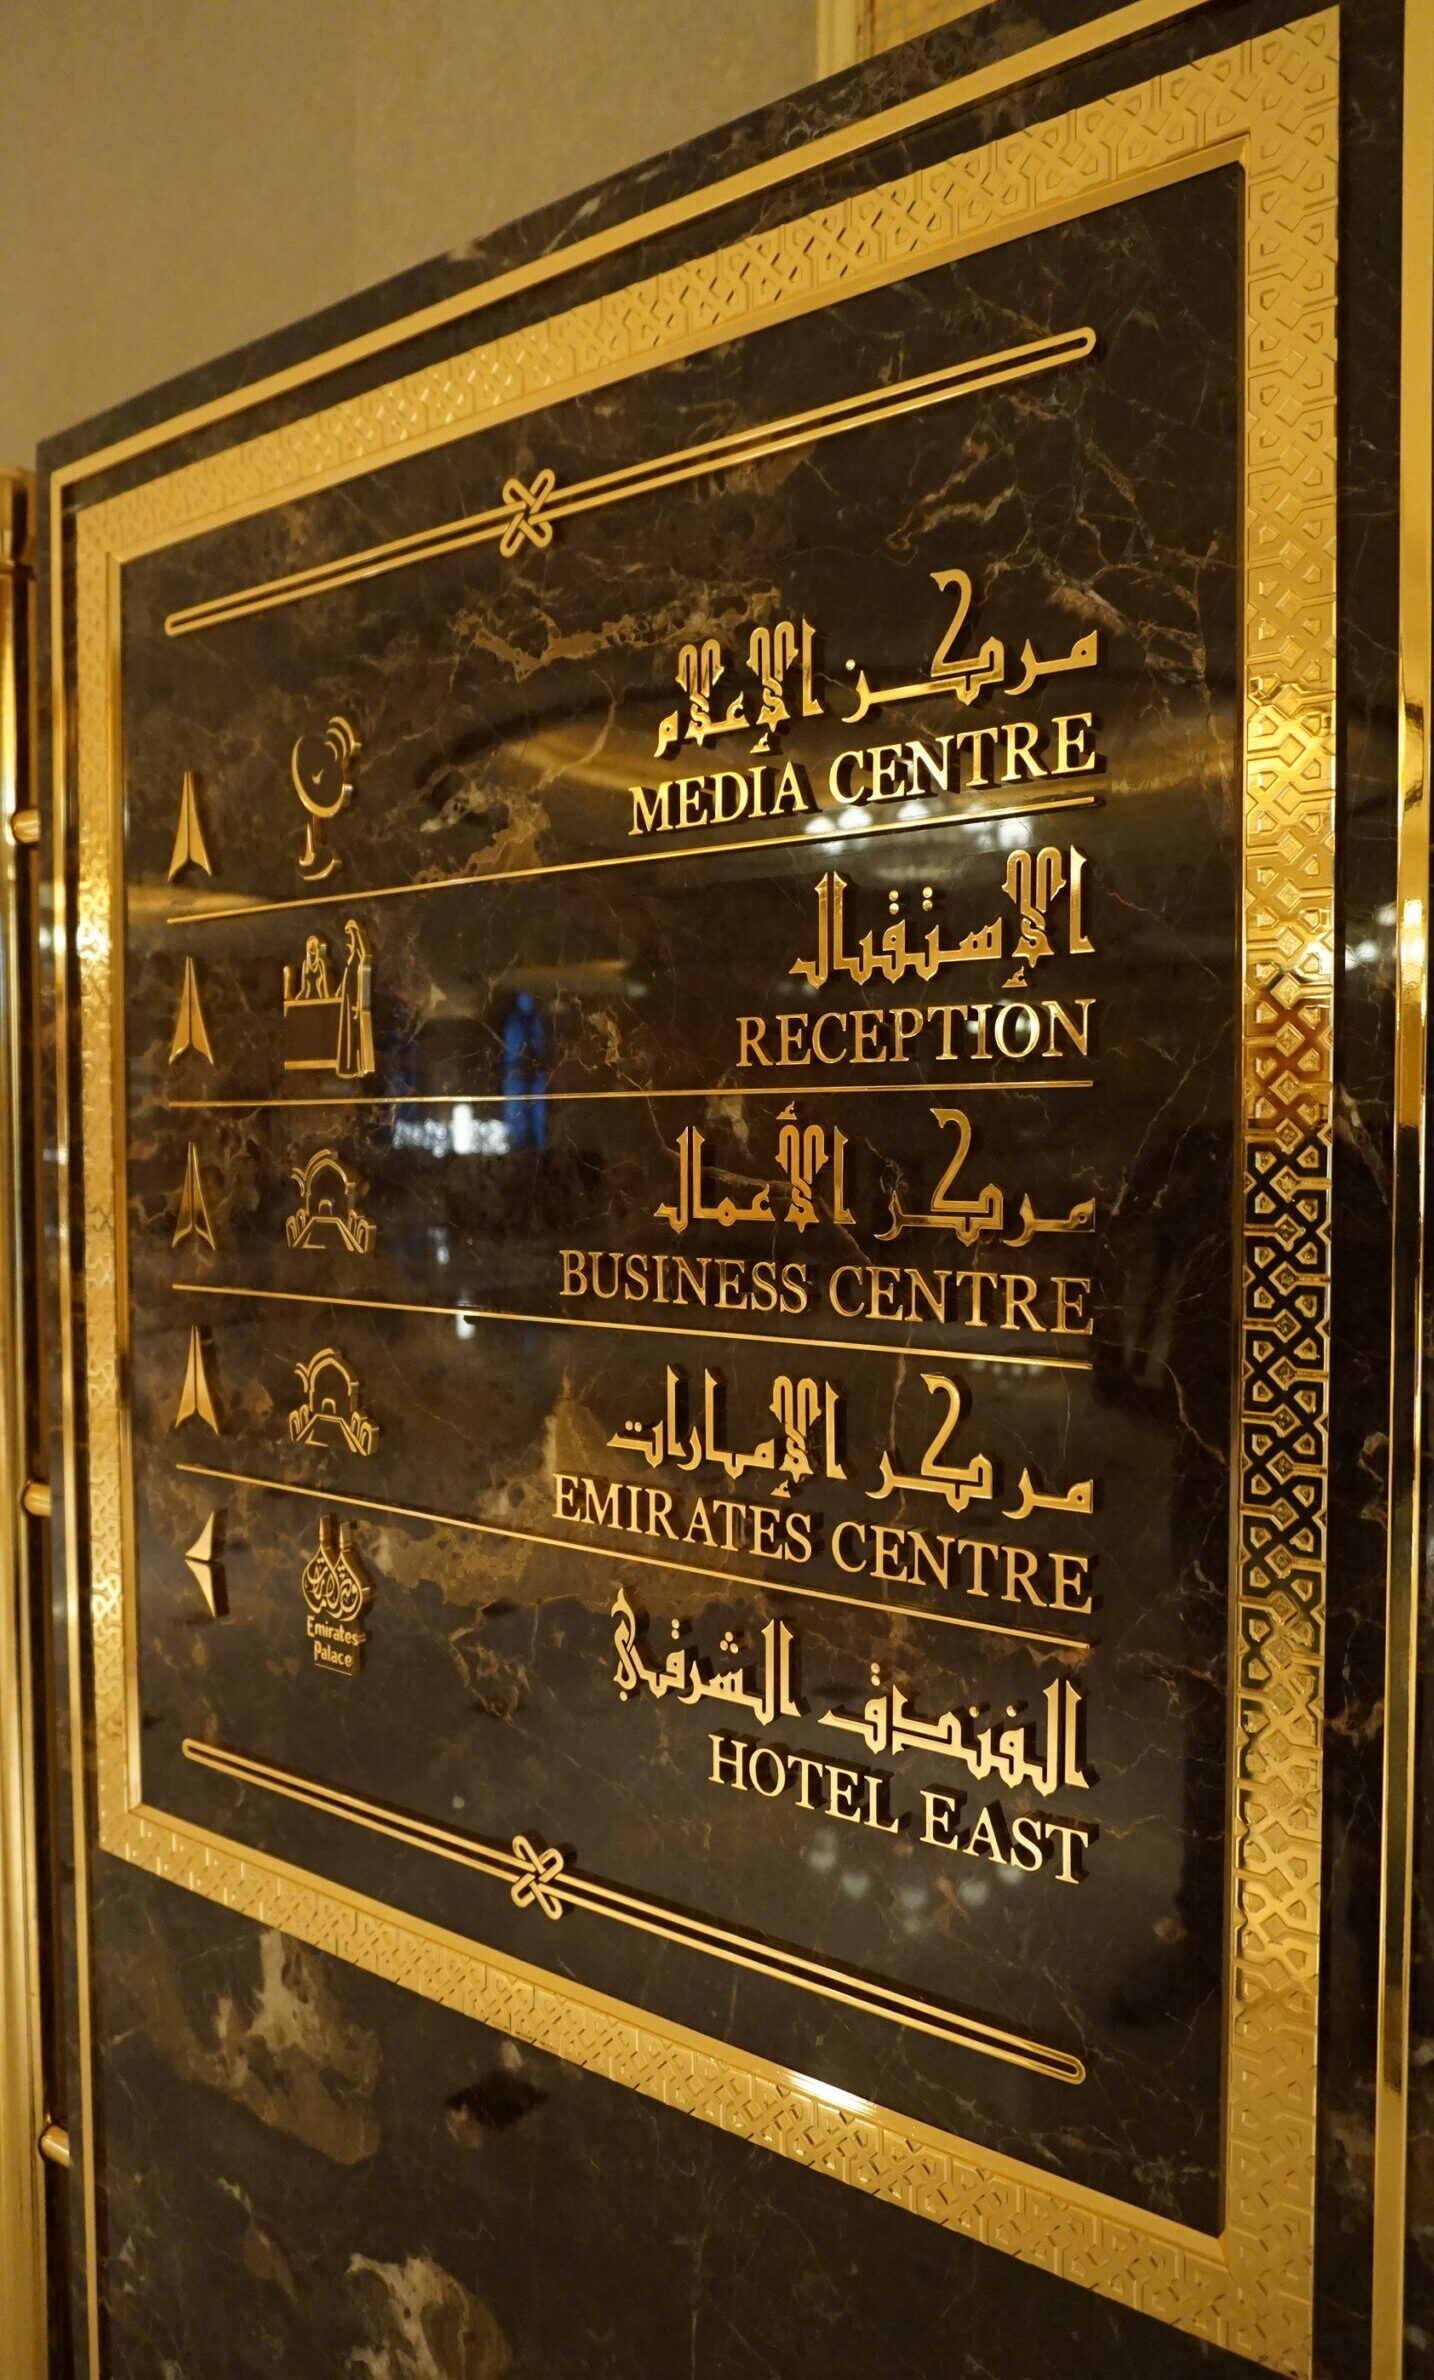 مركز الإعلام
MEDIA CENTRE
الإستقبال
RECEPTION
مركز الأعمال
BUSINESS CENTRE
مركز الإمارات
EMIRATES CENTRE
Emirates
Palace
الفندق الشرقي
HOTEL EAST